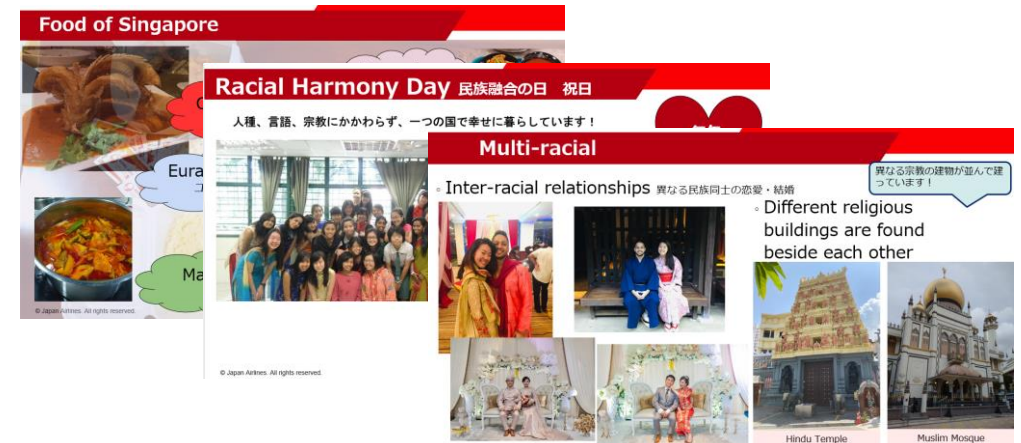 Food of Singapore
Eura
Ma
© Japan Airlines. All rights reserved.
Racial Harmony Day 民族融合の日 祝日
人種、言語、宗教にかかわらず、一つの国で幸せに暮らしています！
© Japan Airlines. All rights reserved.
Multi-racial
◦ Inter-racial relationships 異なる民族同士の恋愛・結婚
異なる宗教の建物が並んで建
っています！
◦ Different religious
buildings are found
beside each other
Hindu Temple
Muslim Mosque